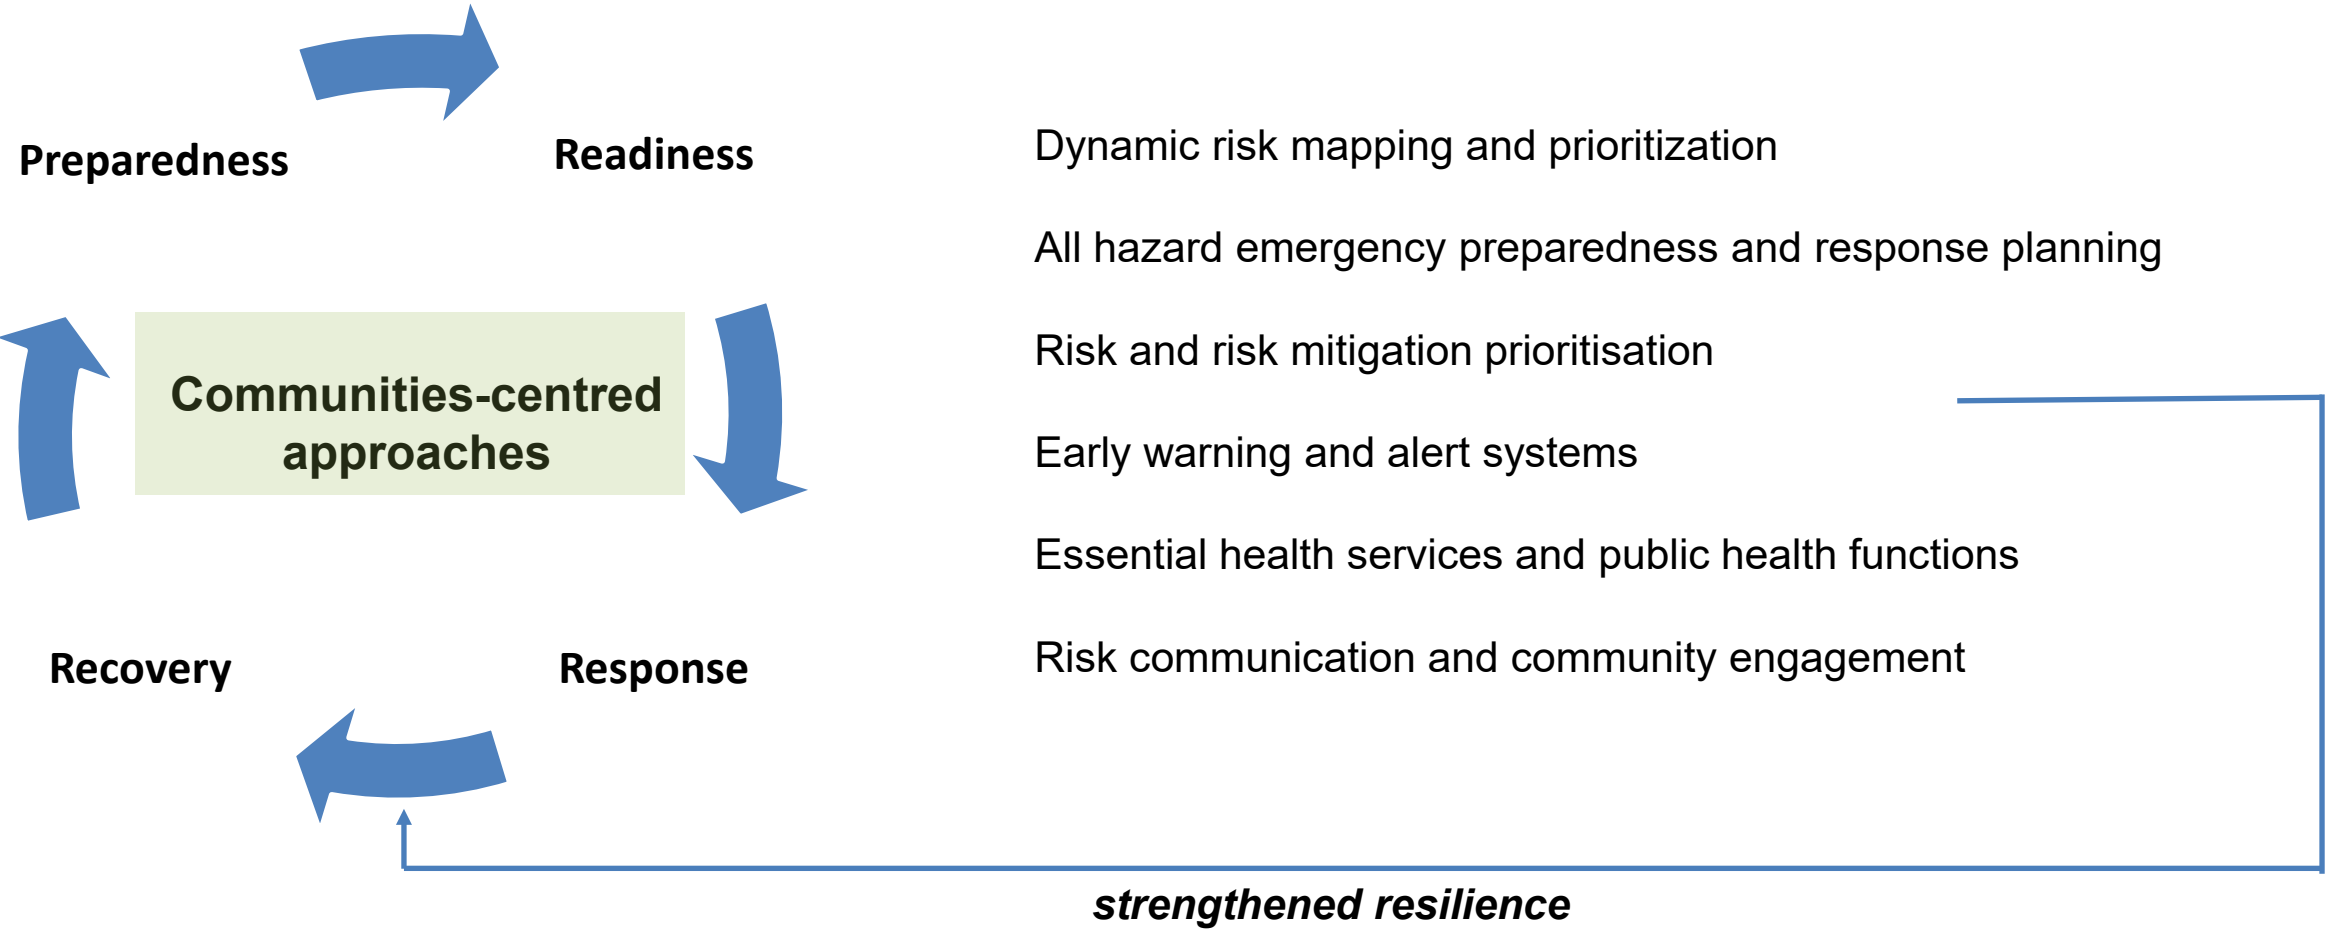 Preparedness
Readiness
Communities-centred
approaches
Recovery
Response
Dynamic risk mapping and prioritization
All hazard emergency preparedness and response planning
Risk and risk mitigation prioritisation
Early warning and alert systems
Essential health services and public health functions
Risk communication and community engagement
strengthened resilience